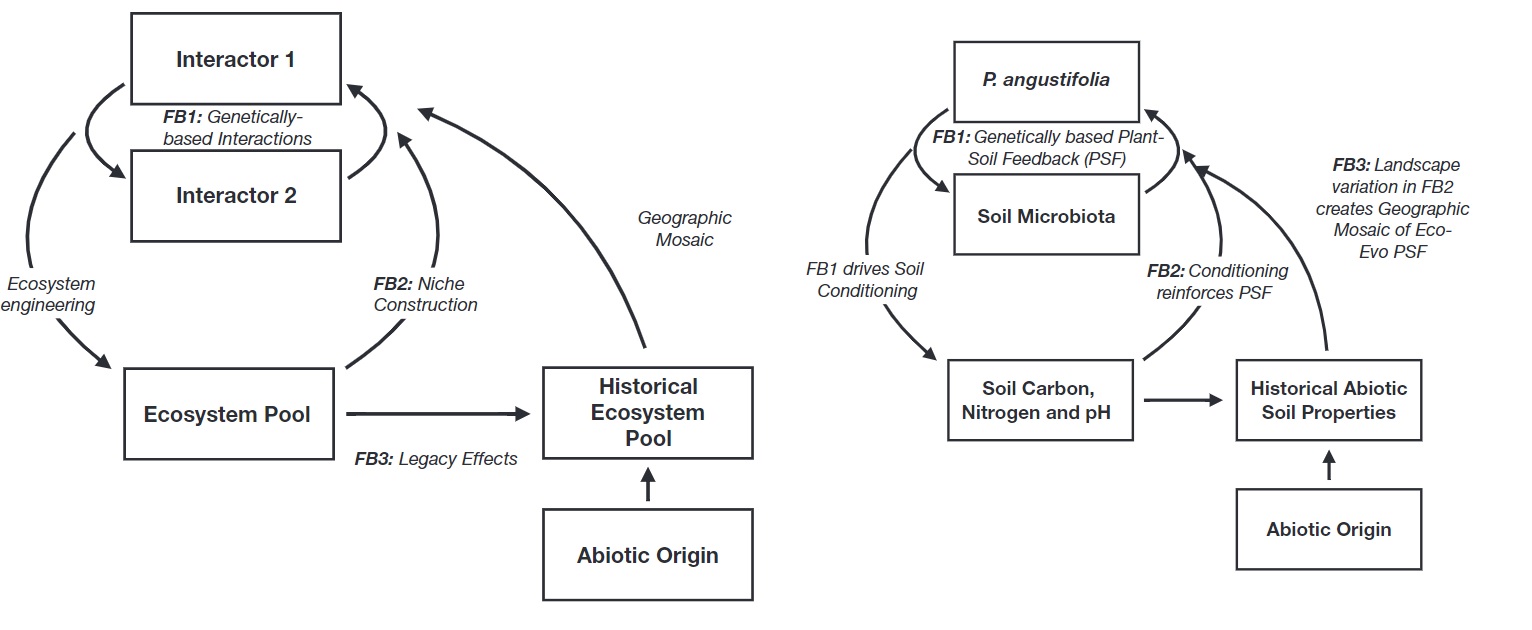 Interactor 1
FB1: Genetically-
based Interactions
Interactor 2
Ecosystem
engineering
FB2: Niche
Construction
Geographic
Mosaic
Ecosystem Pool
Historical
Ecosystem
Pool
FB3: Legacy Effects
Abiotic Origin
P. angustifolia
FB1: Genetically based Plant-
Soil Feedback (PSF)
Soil Microbiota
FB1 drives Soil
Conditioning
FB2: Conditioning
reinforces PSF
FB3: Landscape
variation in FB2
creates Geographic
Mosaic of Eco-
Evo PSF
Soil Carbon,
Nitrogen and pH
Historical Abiotic
Soil Properties
Abiotic Origin